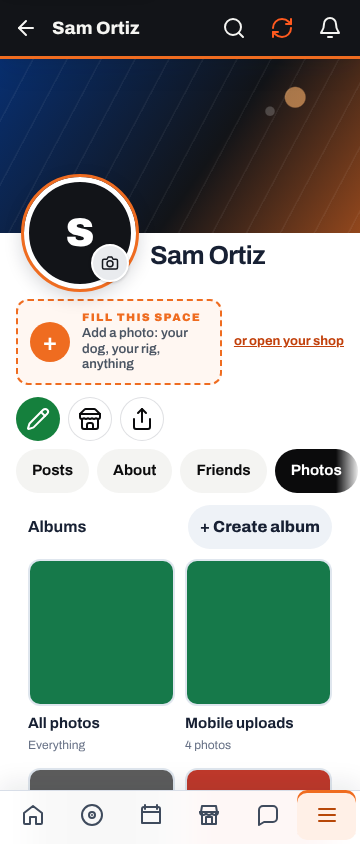 Sam Ortiz
S
Sam Ortiz
FILL THIS SPACE
Add a photo: your
dog, your rig,
anything
or open your shop
Posts
About
Friends
Photos
Albums
+ Create album
All photos
Everything
Mobile uploads
4 photos